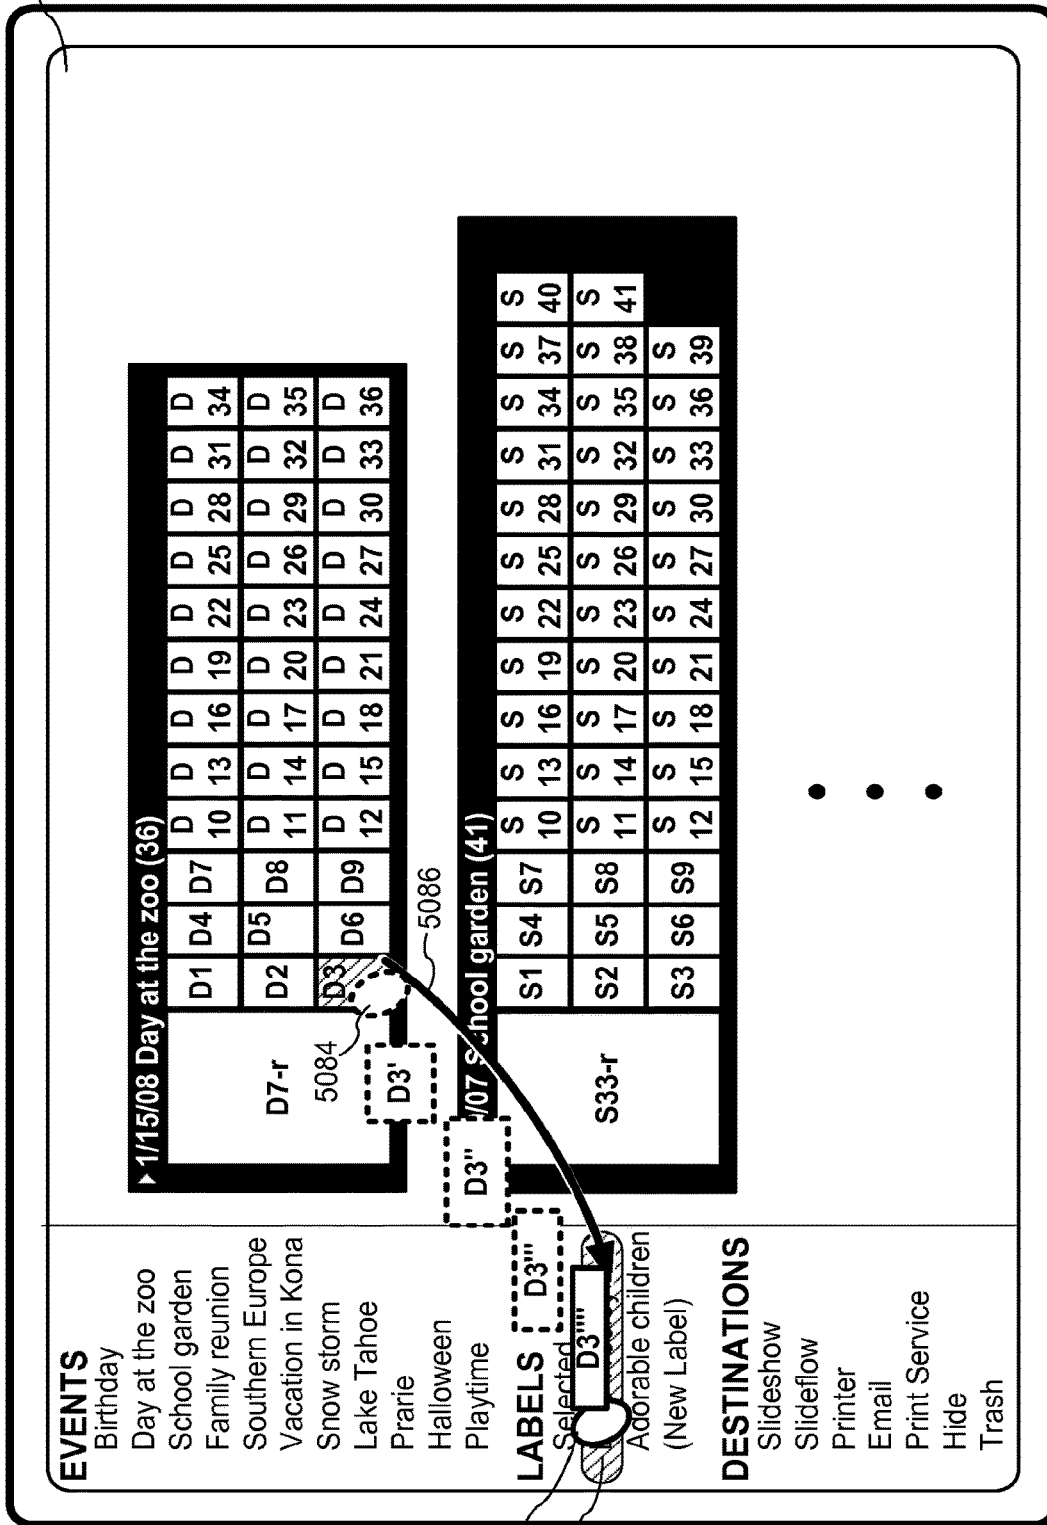 EVENTS
Birthday
Day at the zoo
School garden
Family reunion
Southern Europe
Vacation in Kona
Snow storm
Lake Tahoe
Prarie
Halloween
Playtime
LABELS
Selected
Adorable children
(New Label)
DESTINATIONS
Slideshow
Slideflow
Printer
Email
Print Service
Hide
Trash
1/15/08 Day at the zoo (36)
D7-r
D1 D4 D7 D 10 D 13 D 16 D 19 D 22 D 25 D 28 D 31 D 34
D2 D5 D8 D 11 D 14 D 17 D 20 D 23 D 26 D 29 D 32 D 35
D3 D6 D9 D 12 D 15 D 18 D 21 D 24 D 27 D 30 D 33 D 36
5084
5086
D3'
D3''
D3'''
D3''''
/07 School garden (41)
S33-r
S1 S4 S7 S 10 S 13 S 16 S 19 S 22 S 25 S 28 S 31 S 34 S 37 S 40
S2 S5 S8 S 11 S 14 S 17 S 20 S 23 S 26 S 29 S 32 S 35 S 38 S 41
S3 S6 S9 S 12 S 15 S 18 S 21 S 24 S 27 S 30 S 33 S 36 S 39